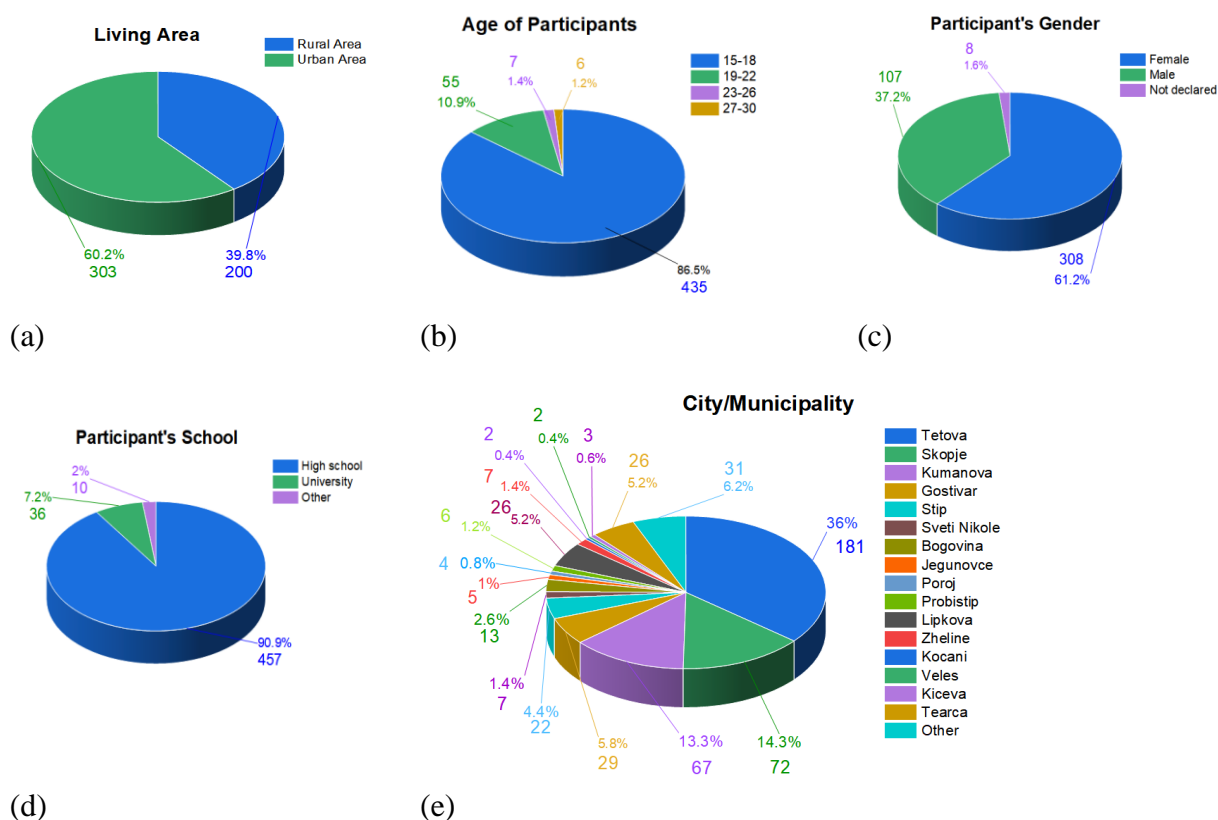 Living Area
Rural Area
Urban Area
60.2%
303
39.8%
200
(a)
Age of Participants
15-18
19-22
23-26
27-30
55
10.9%
7
1.4%
6
1.2%
86.5%
435
(b)
Participant's Gender
Female
Male
Not declared
8
1.6%
107
37.2%
308
61.2%
(c)
Participant's School
High school
University
Other
2%
10
7.2%
36
90.9%
457
(d)
City/Municipality
Tetova
Skopje
Kumanova
Gostivar
Stip
Sveti Nikole
Bogovina
Jegunovce
Poroj
Probistip
Lipkova
Zheline
Kocani
Veles
Kiceva
Tearca
Other
36%
181
14.3%
72
13.3%
67
5.8%
29
4.4%
22
1.4%
7
2.6%
13
1%
5
4 0.8%
6
1.2%
26
5.2%
7
1.4%
2
0.4%
2
0.4%
3
0.6%
26
5.2%
31
6.2%
(e)